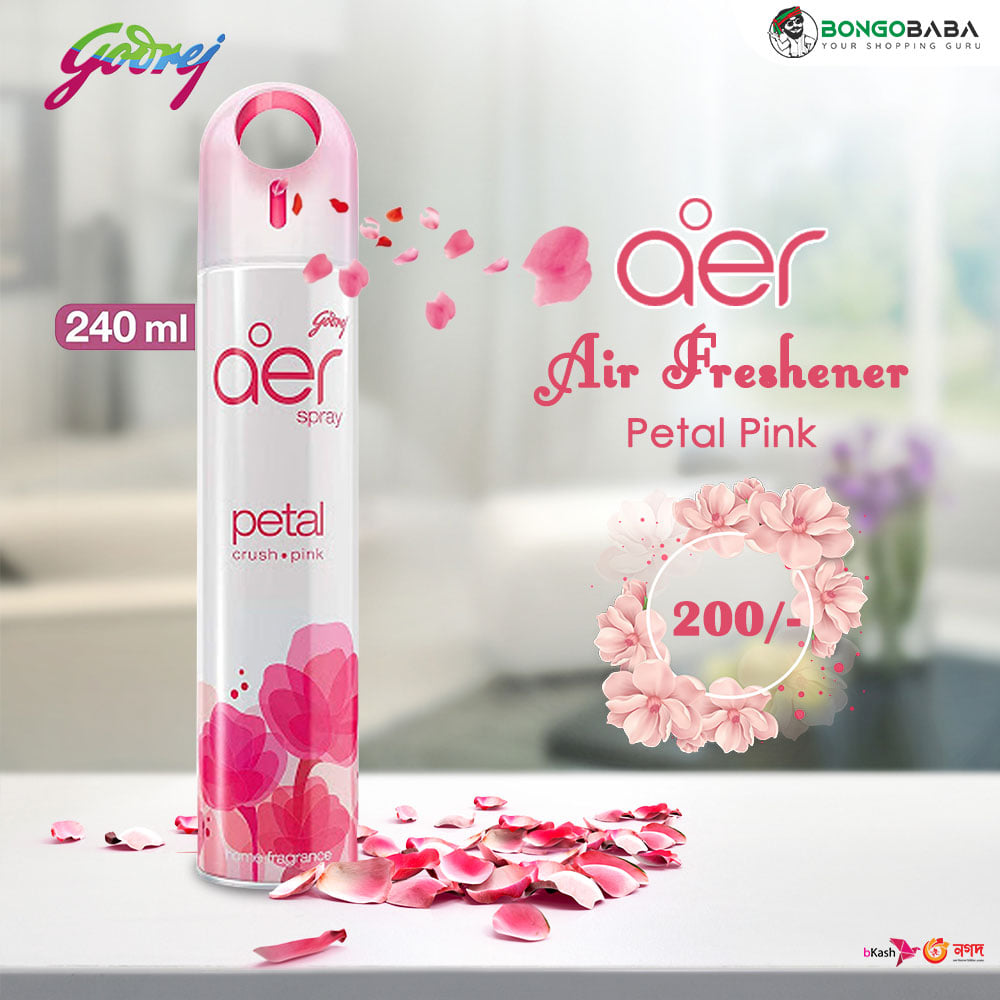 Godrej
BONGOBABA
YOUR SHOPPING GURU
240 ml
Godrej
aer
spray
petal
crush • pink
home fragrance
aer
Air Freshener
Petal Pink
200/-
bKash
নগদ